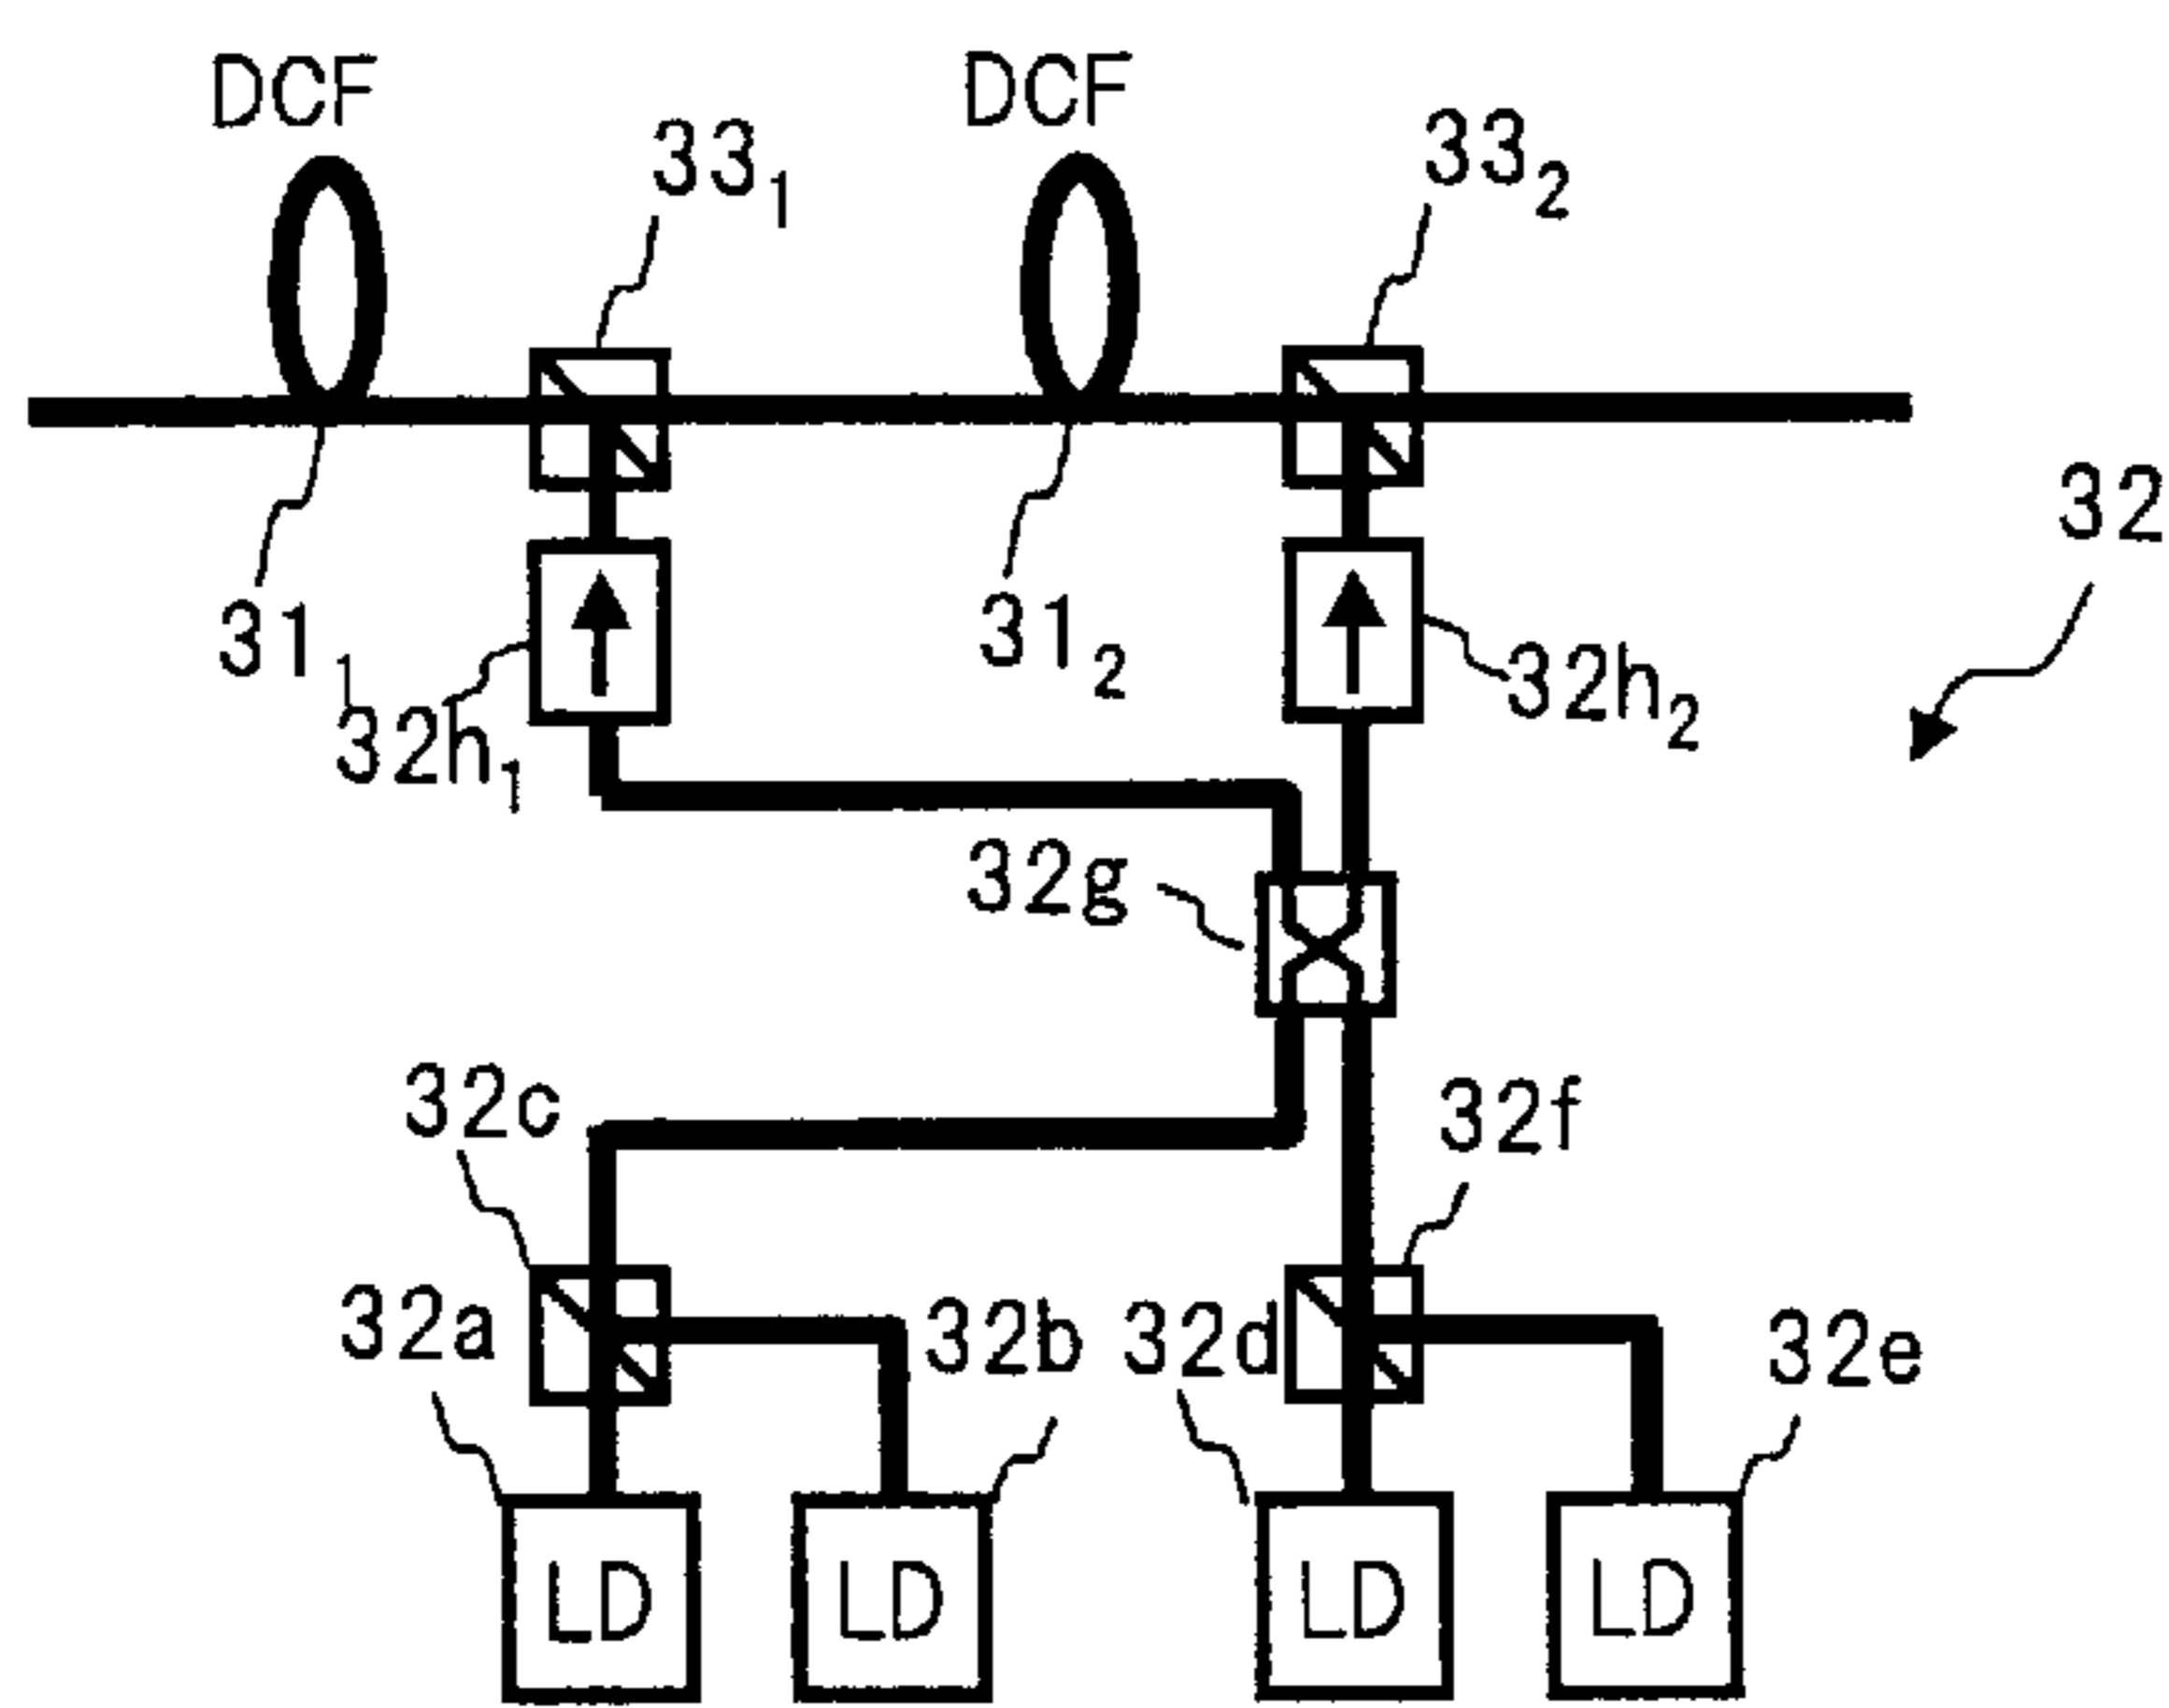 DCF
DCF
33₁
33₂
32
31₁
31₂
32h₁
32h₂
32g
32c
32f
32a
32b
32d
32e
LD
LD
LD
LD